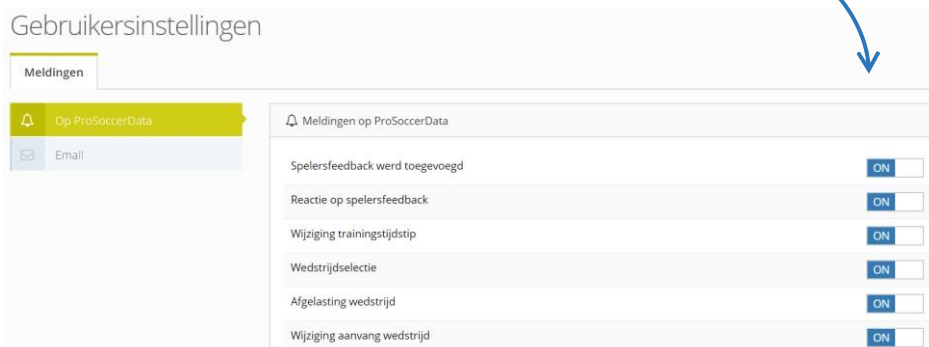 Gebruikersinstellingen
Meldingen
Op ProSoccerData
Email
Meldingen op ProSoccerData
Spelersfeedback werd toegevoegd ON
Reactie op spelersfeedback ON
Wijziging trainingstijdstip ON
Wedstrijdselectie ON
Afgelasting wedstrijd ON
Wijziging aanvang wedstrijd ON